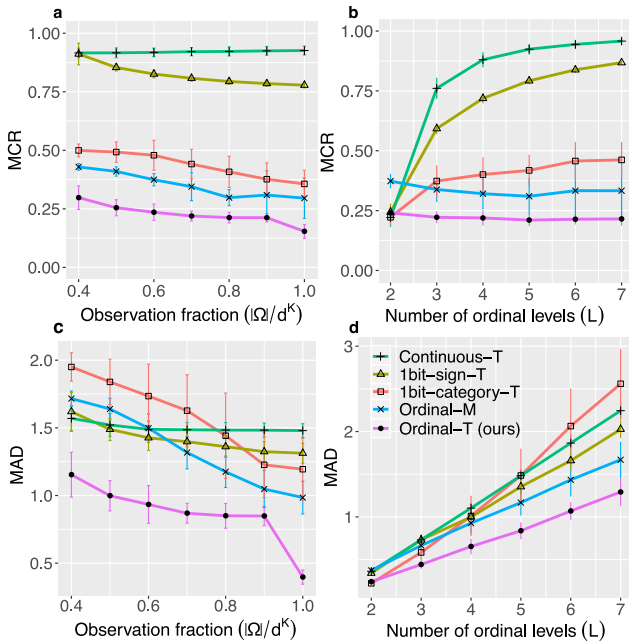 a
b
1.00
0.75
0.50
0.25
0.00
MCR
0.4 0.6 0.8 1.0
Observation fraction (|Ω|/d^K)
1.00
0.75
0.50
0.25
0.00
MCR
2 3 4 5 6 7
Number of ordinal levels (L)
c
2.0
1.5
1.0
0.5
MAD
0.4 0.6 0.8 1.0
Observation fraction (|Ω|/d^K)
d
3
2
1
MAD
Continuous-T
1bit-sign-T
1bit-category-T
Ordinal-M
Ordinal-T (ours)
2 3 4 5 6 7
Number of ordinal levels (L)